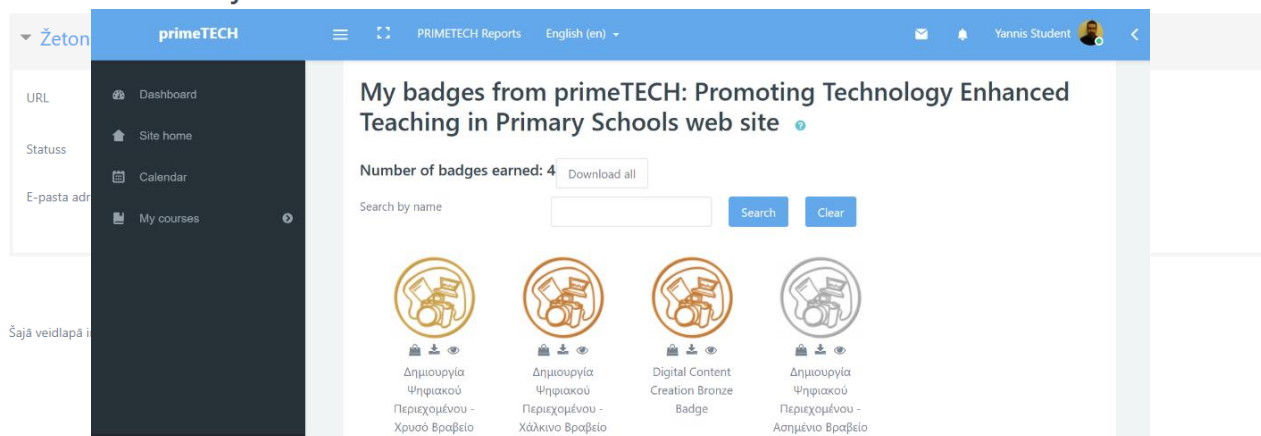 Žeton
URL
Statuss
E-pasta adr
Šajā veidlapā
primeTECH
PRIMETECH Reports English (en)
Yannis Student
Dashboard
Site home
Calendar
My courses
My badges from primeTECH: Promoting Technology Enhanced
Teaching in Primary Schools web site
Number of badges earned: 4 Download all
Search by name Search Clear
Δημιουργία
Ψηφιακού
Περιεχομένου -
Χρυσό Βραβείο
Δημιουργία
Ψηφιακού
Περιεχομένου -
Χάλκινο Βραβείο
Digital Content
Creation Bronze
Badge
Δημιουργία
Ψηφιακού
Περιεχομένου -
Ασημένιο Βραβείο